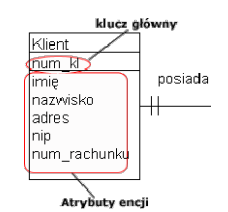 klucz główny
Klient
num_kl
imię
nazwisko
adres
nip
num_rachunku
posiada
Atrybuty encji